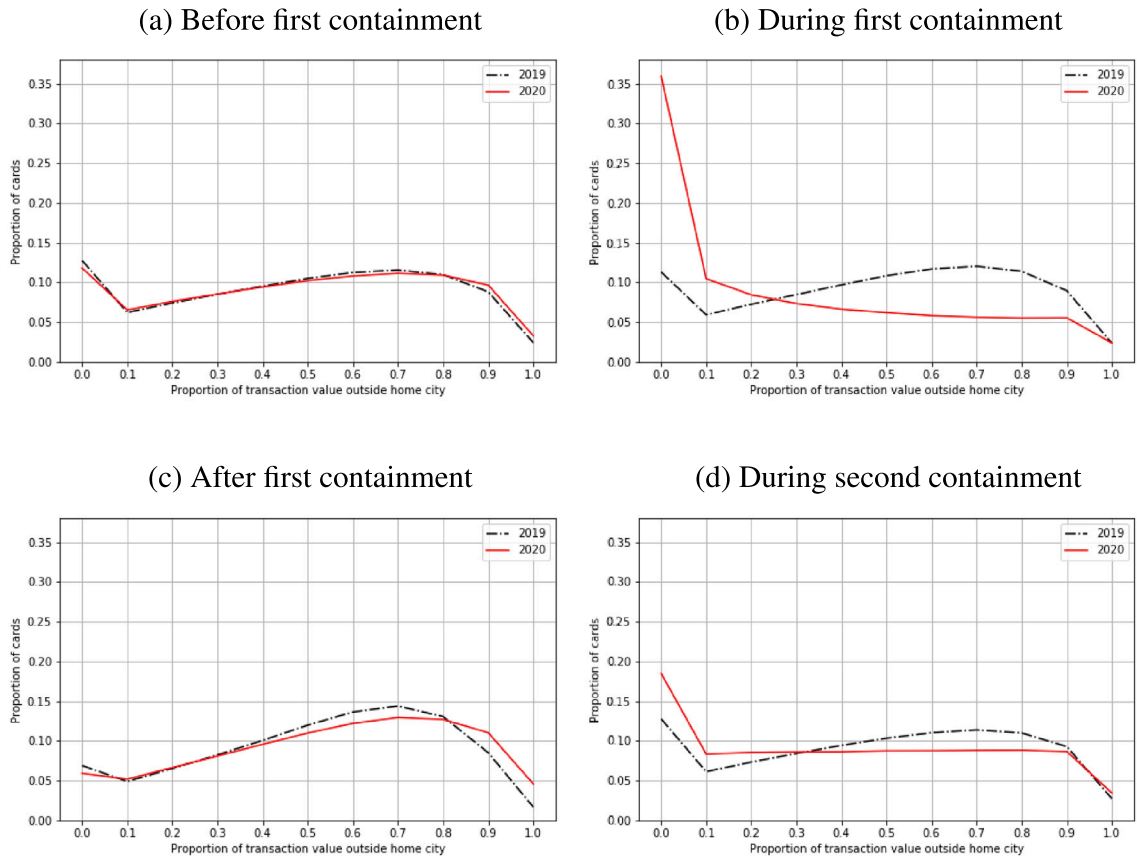 (a) Before first containment
(b) During first containment
0.35
0.30
0.25
0.20
0.15
0.10
0.05
0.00
Proportion of cards
2019
2020
0.0 0.1 0.2 0.3 0.4 0.5 0.6 0.7 0.8 0.9 1.0
Proportion of transaction value outside home city
0.35
0.30
0.25
0.20
0.15
0.10
0.05
0.00
Proportion of cards
2019
2020
0.0 0.1 0.2 0.3 0.4 0.5 0.6 0.7 0.8 0.9 1.0
Proportion of transaction value outside home city
(c) After first containment
(d) During second containment
0.35
0.30
0.25
0.20
0.15
0.10
0.05
0.00
Proportion of cards
2019
2020
0.0 0.1 0.2 0.3 0.4 0.5 0.6 0.7 0.8 0.9 1.0
Proportion of transaction value outside home city
0.35
0.30
0.25
0.20
0.15
0.10
0.05
0.00
Proportion of cards
2019
2020
0.0 0.1 0.2 0.3 0.4 0.5 0.6 0.7 0.8 0.9 1.0
Proportion of transaction value outside home city